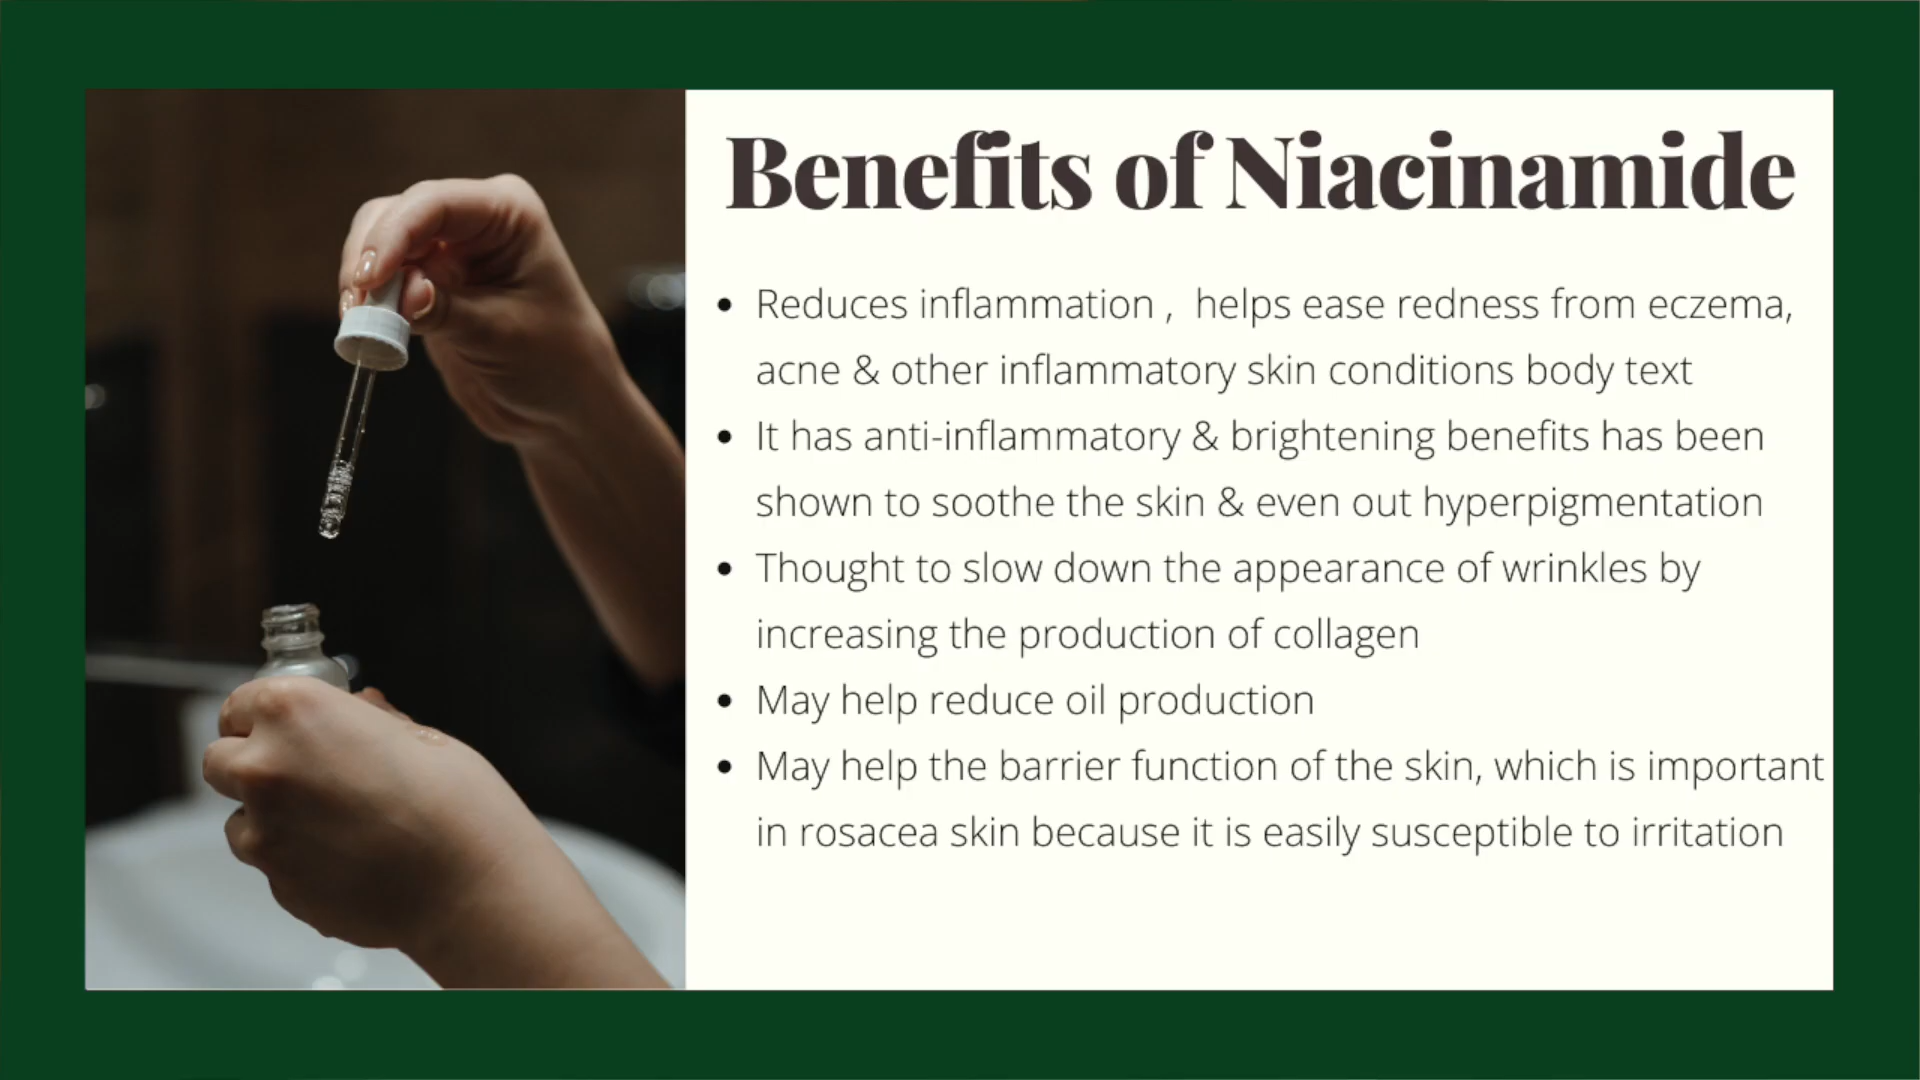 Benefits of Niacinamide
• Reduces inflammation ,  helps ease redness from eczema,
acne & other inflammatory skin conditions body text
• It has anti-inflammatory & brightening benefits has been
shown to soothe the skin & even out hyperpigmentation
• Thought to slow down the appearance of wrinkles by
increasing the production of collagen
• May help reduce oil production
• May help the barrier function of the skin, which is important
in rosacea skin because it is easily susceptible to irritation